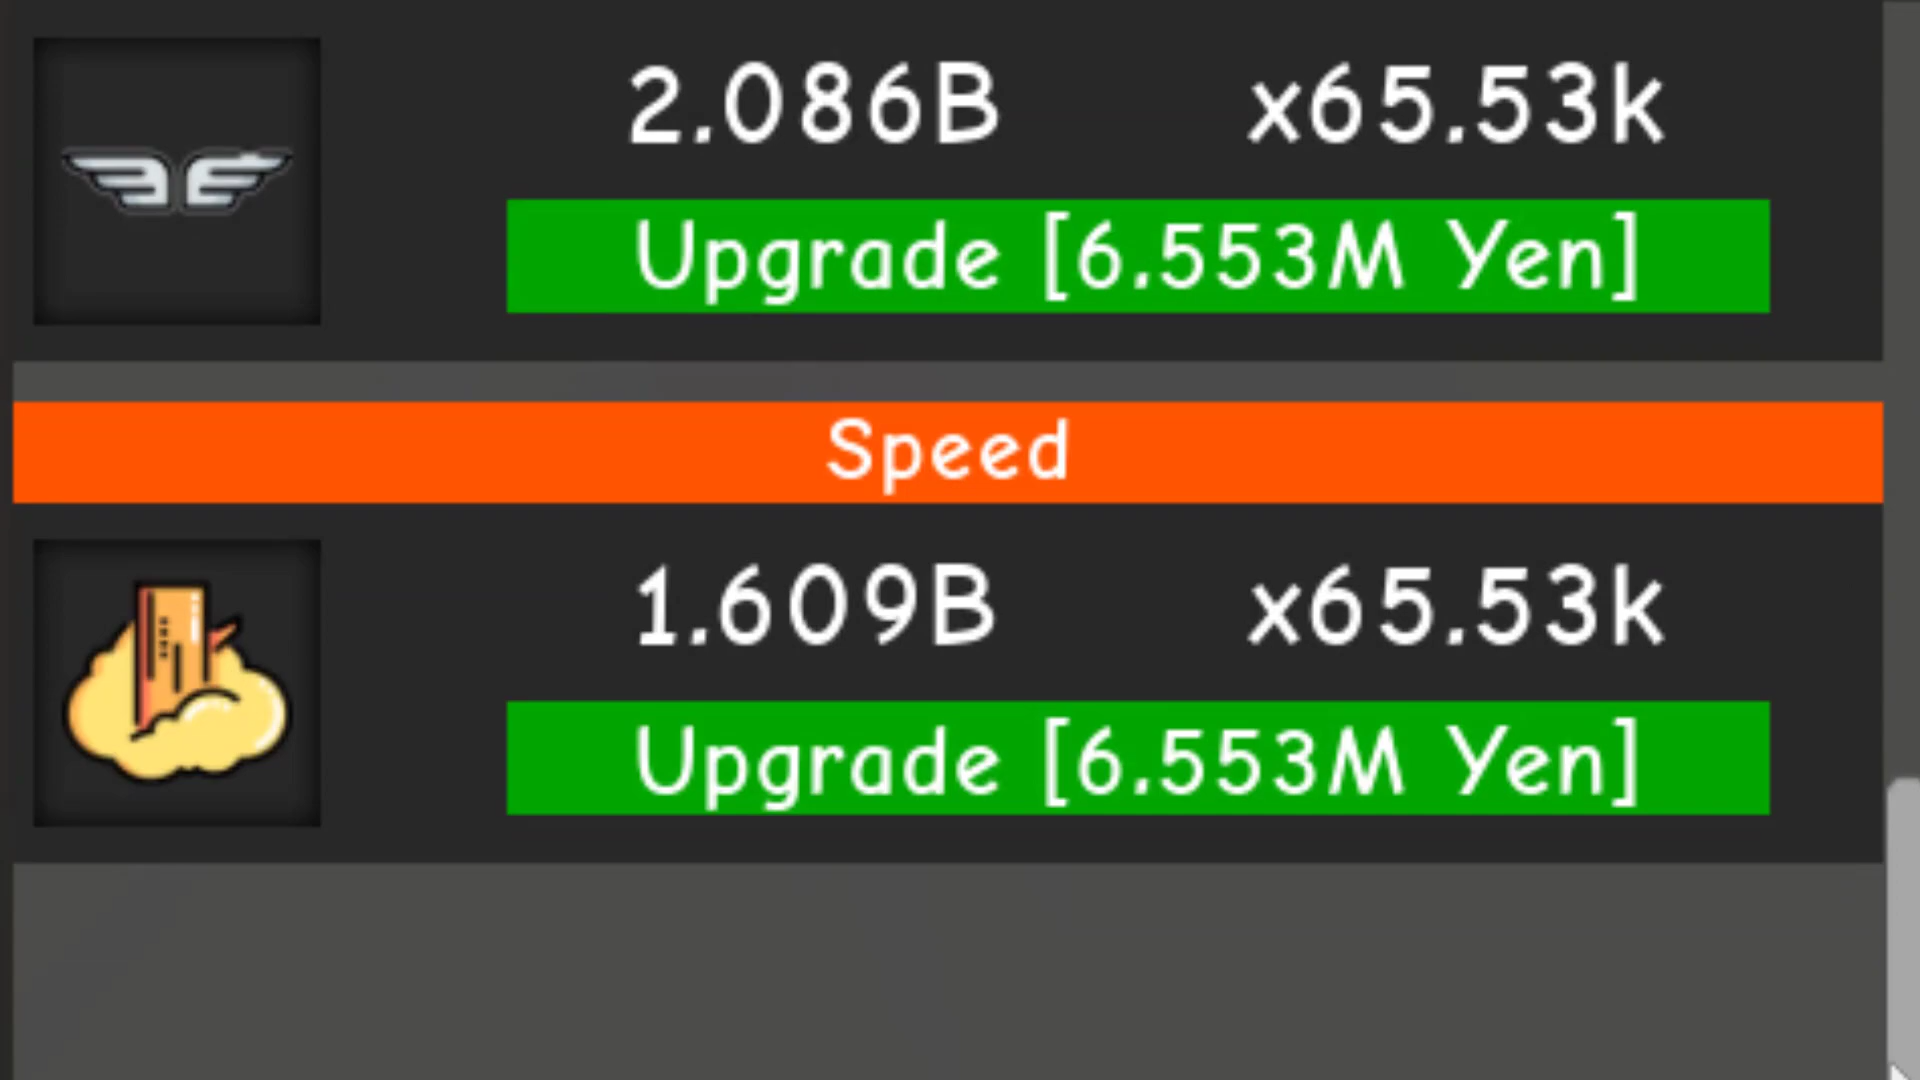 2.086B x65.53k
Upgrade [6.553M Yen]
Speed
1.609B x65.53k
Upgrade [6.553M Yen]